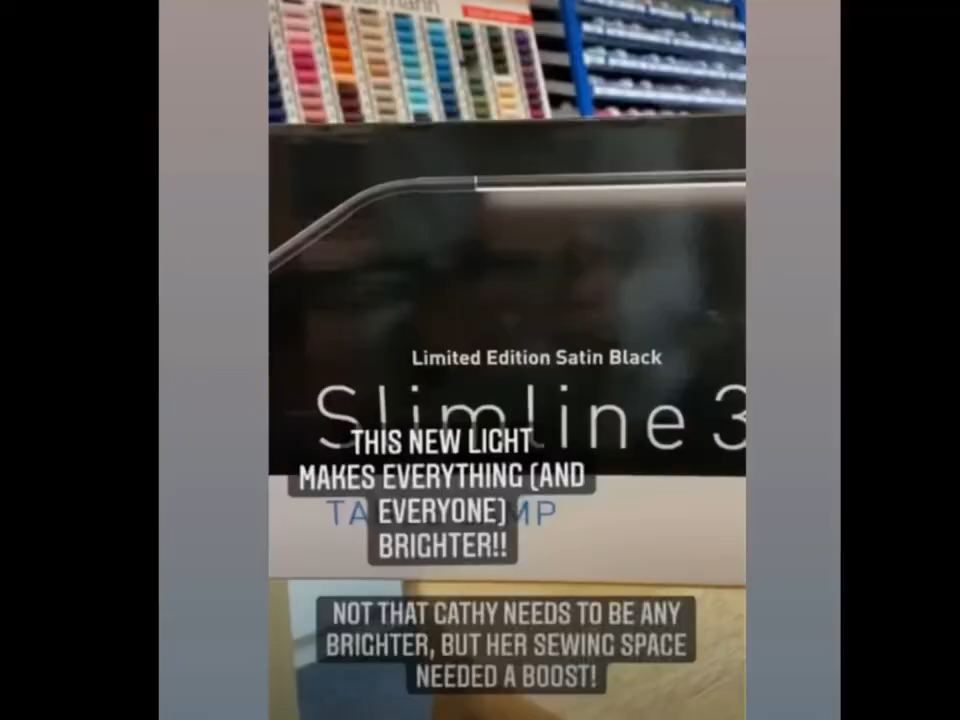 Limited Edition Satin Black
Slimline 3
THIS NEW LIGHT
MAKES EVERYTHING (AND
EVERYONE)
BRIGHTER!!
NOT THAT CATHY NEEDS TO BE ANY
BRIGHTER, BUT HER SEWING SPACE
NEEDED A BOOST!